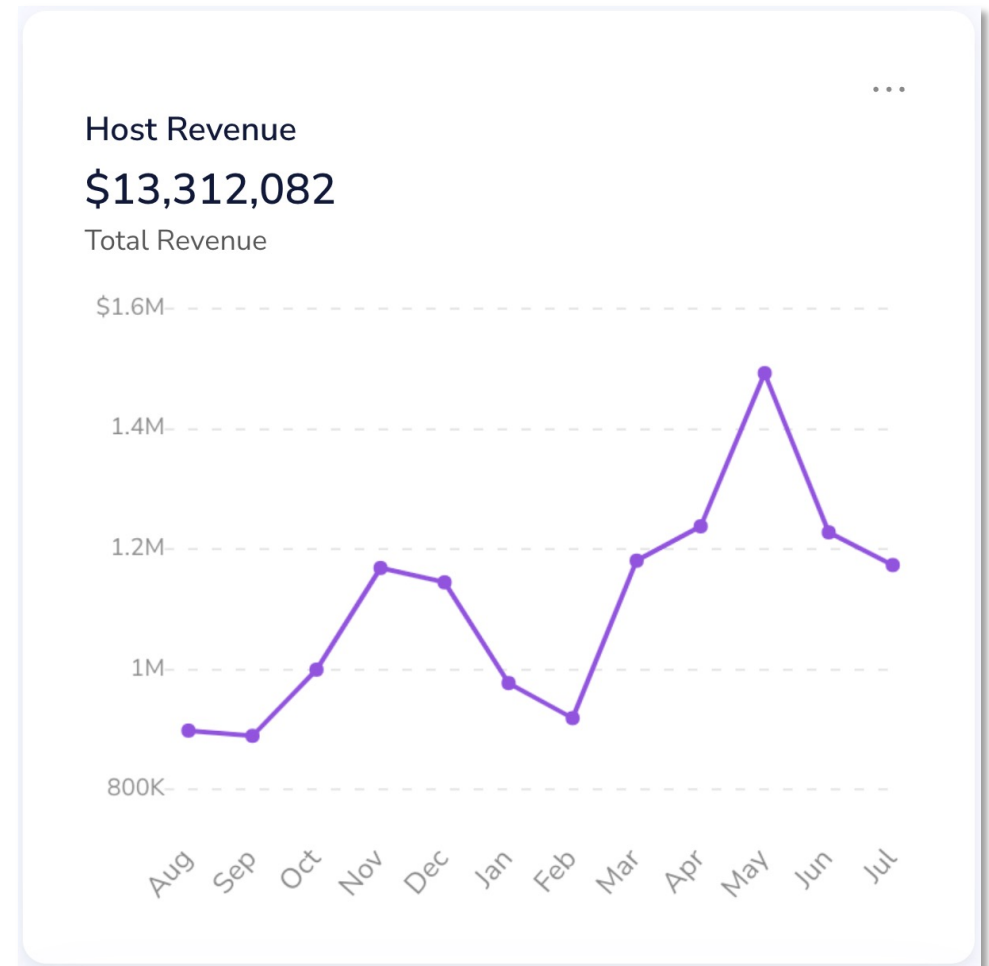 Host Revenue
$13,312,082
Total Revenue
$1.6M
1.4M
1.2M
1M
800K
Aug Sep Oct Nov Dec Jan Feb Mar Apr May Jun Jul